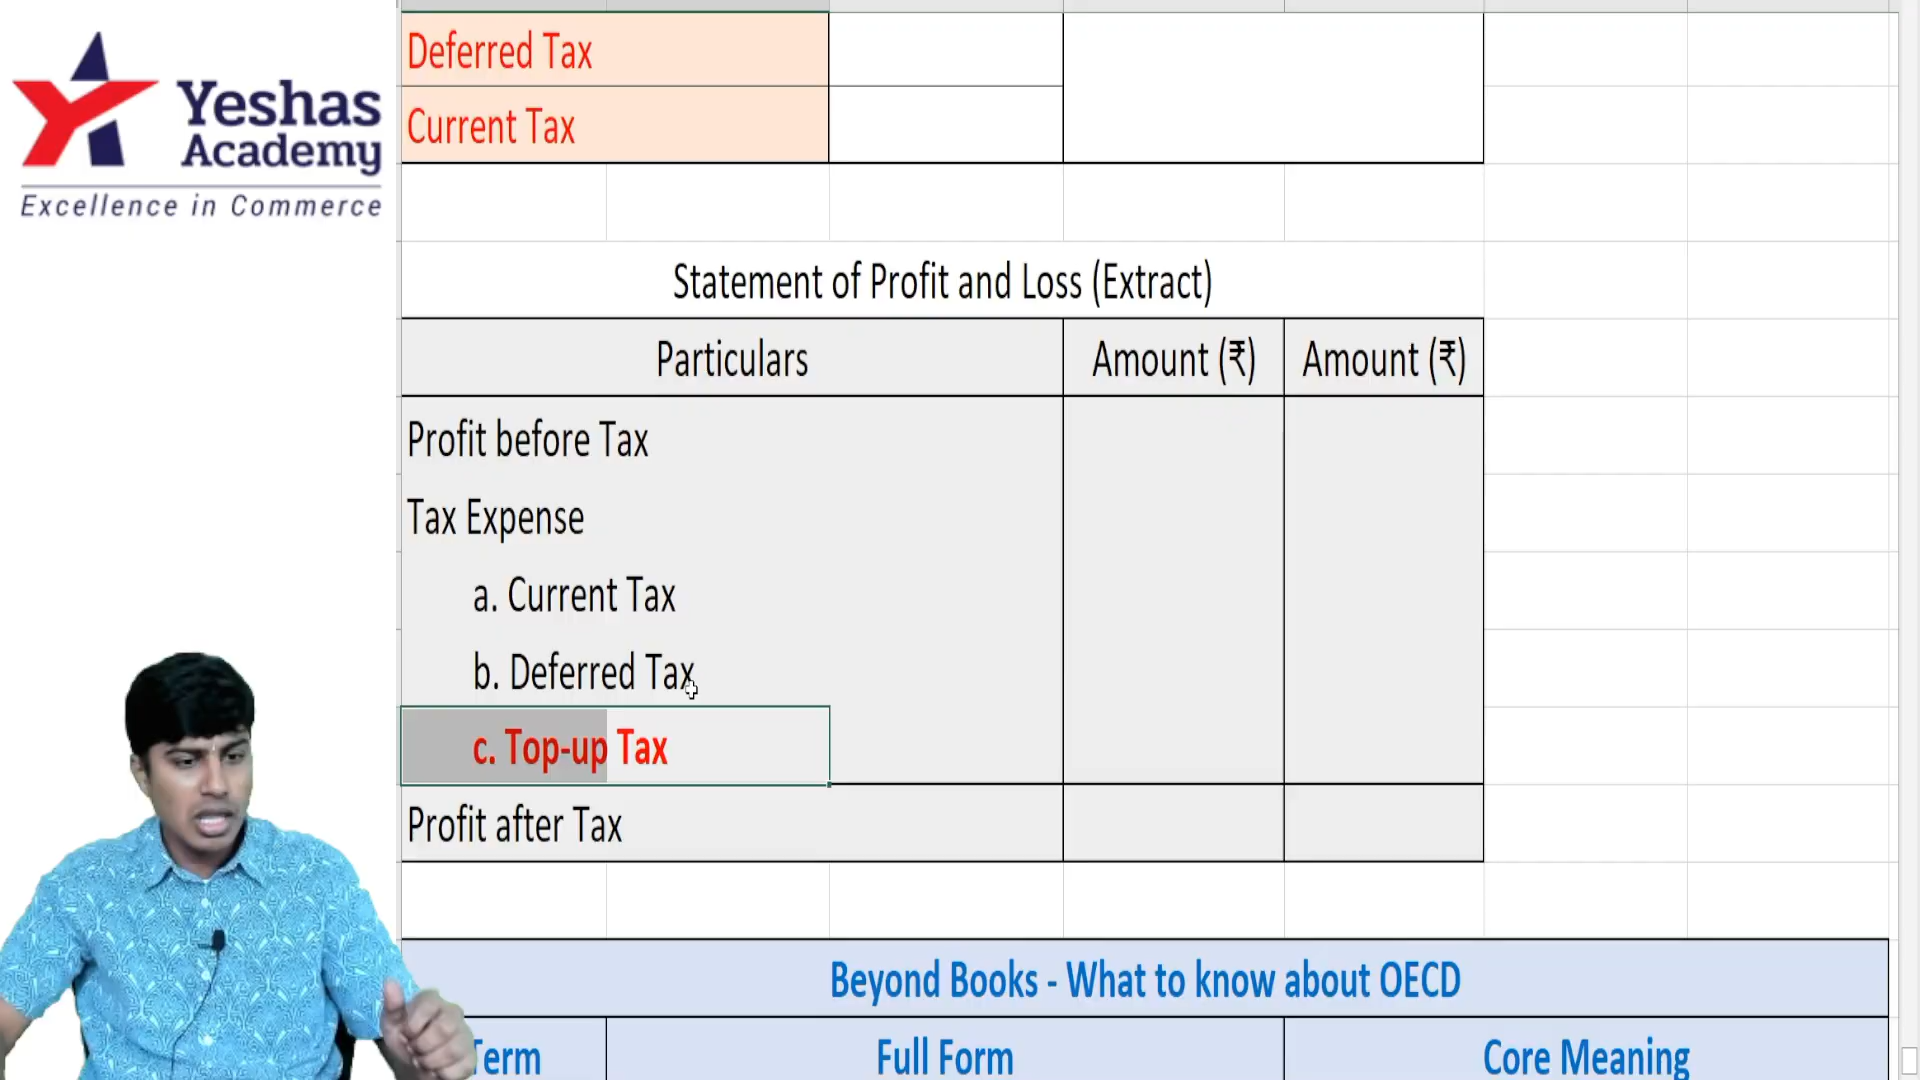 Yeshas
Academy
Excellence in Commerce
Deferred Tax
Current Tax
Statement of Profit and Loss (Extract)
Particulars Amount (₹) Amount (₹)
Profit before Tax
Tax Expense
a. Current Tax
b. Deferred Tax
c. Top-up Tax
Profit after Tax
Beyond Books - What to know about OECD
Term Full Form Core Meaning